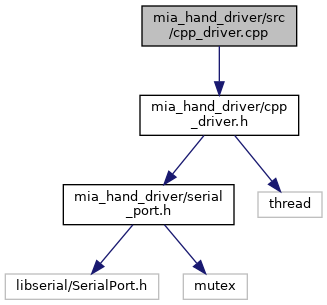 mia_hand_driver/src
/cpp_driver.cpp
mia_hand_driver/cpp
_driver.h
mia_hand_driver/serial
_port.h
thread
libserial/SerialPort.h
mutex